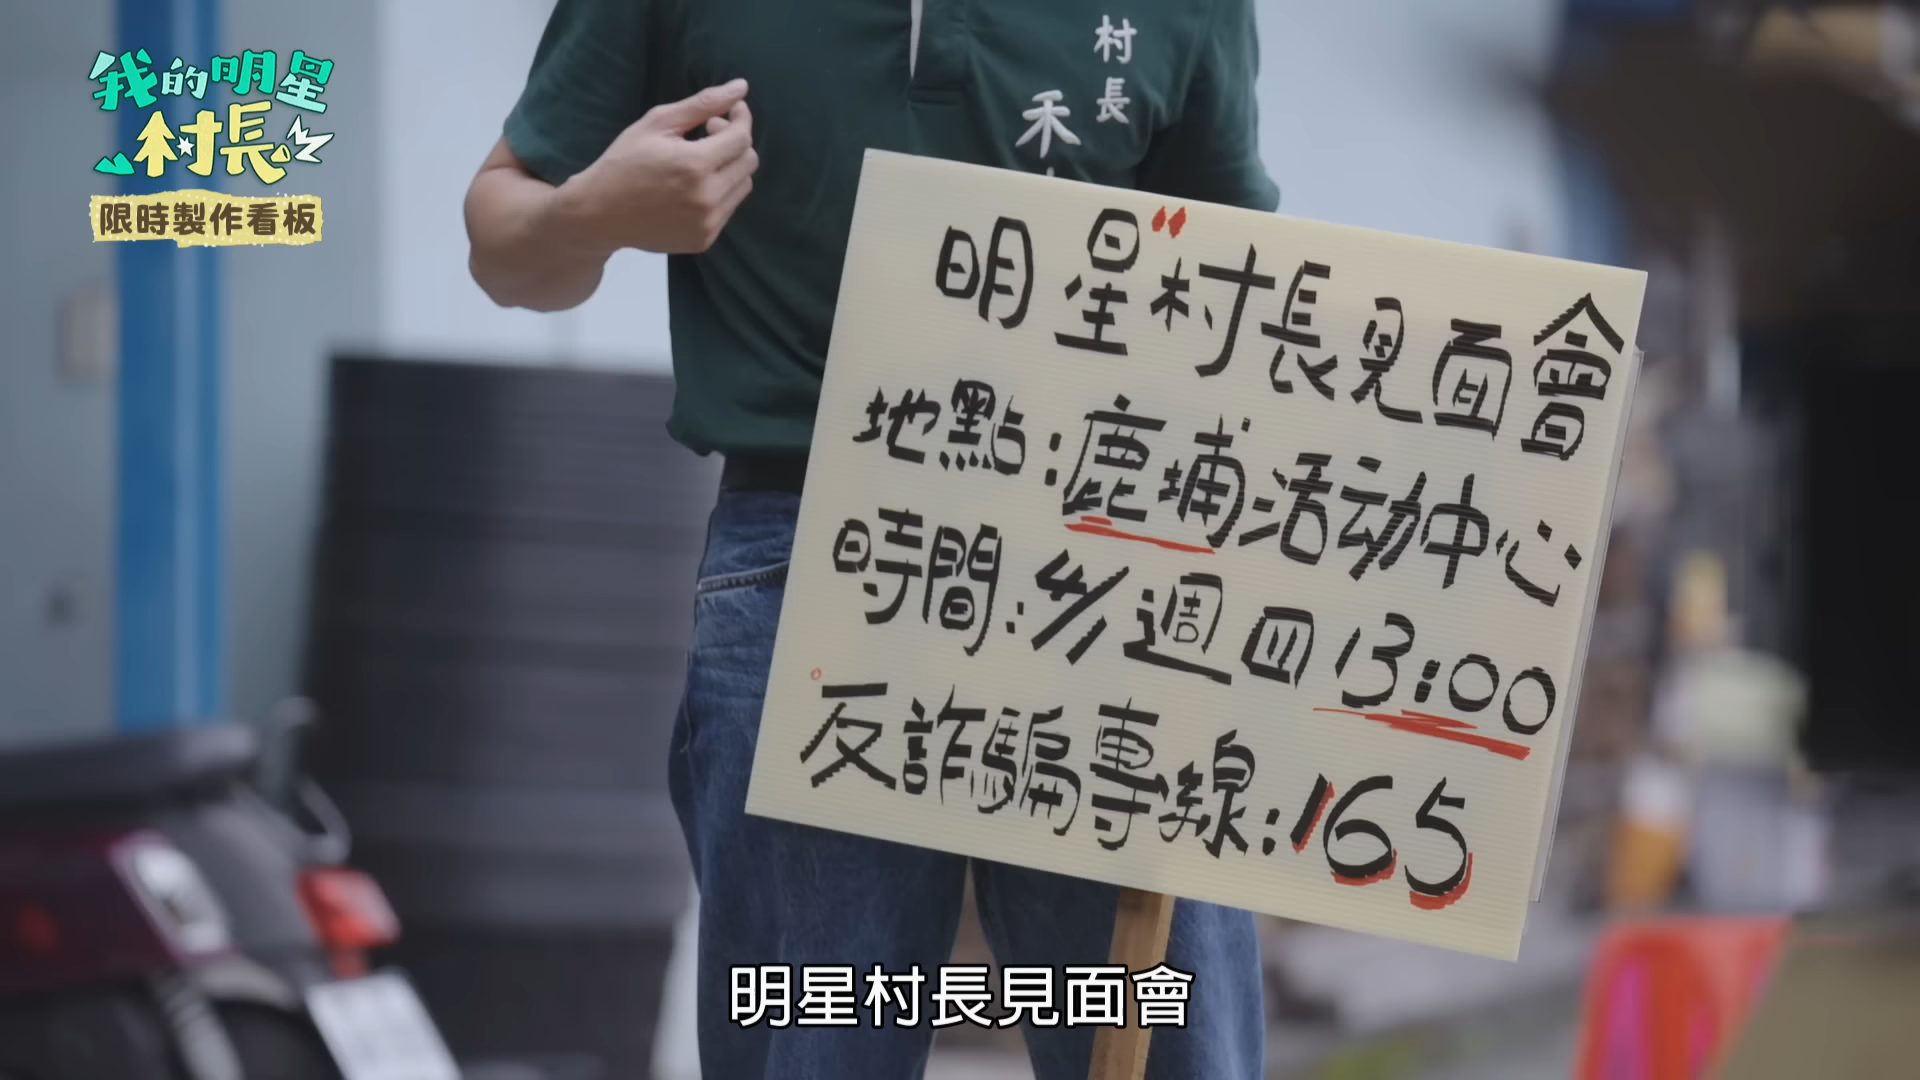 我的明星
村長
限時製作看板
村長
禾
明星"村長見面會
地點:鹿埔活动中心
時間:4/1週四13:00
反詐騙專線:165
明星村長見面會